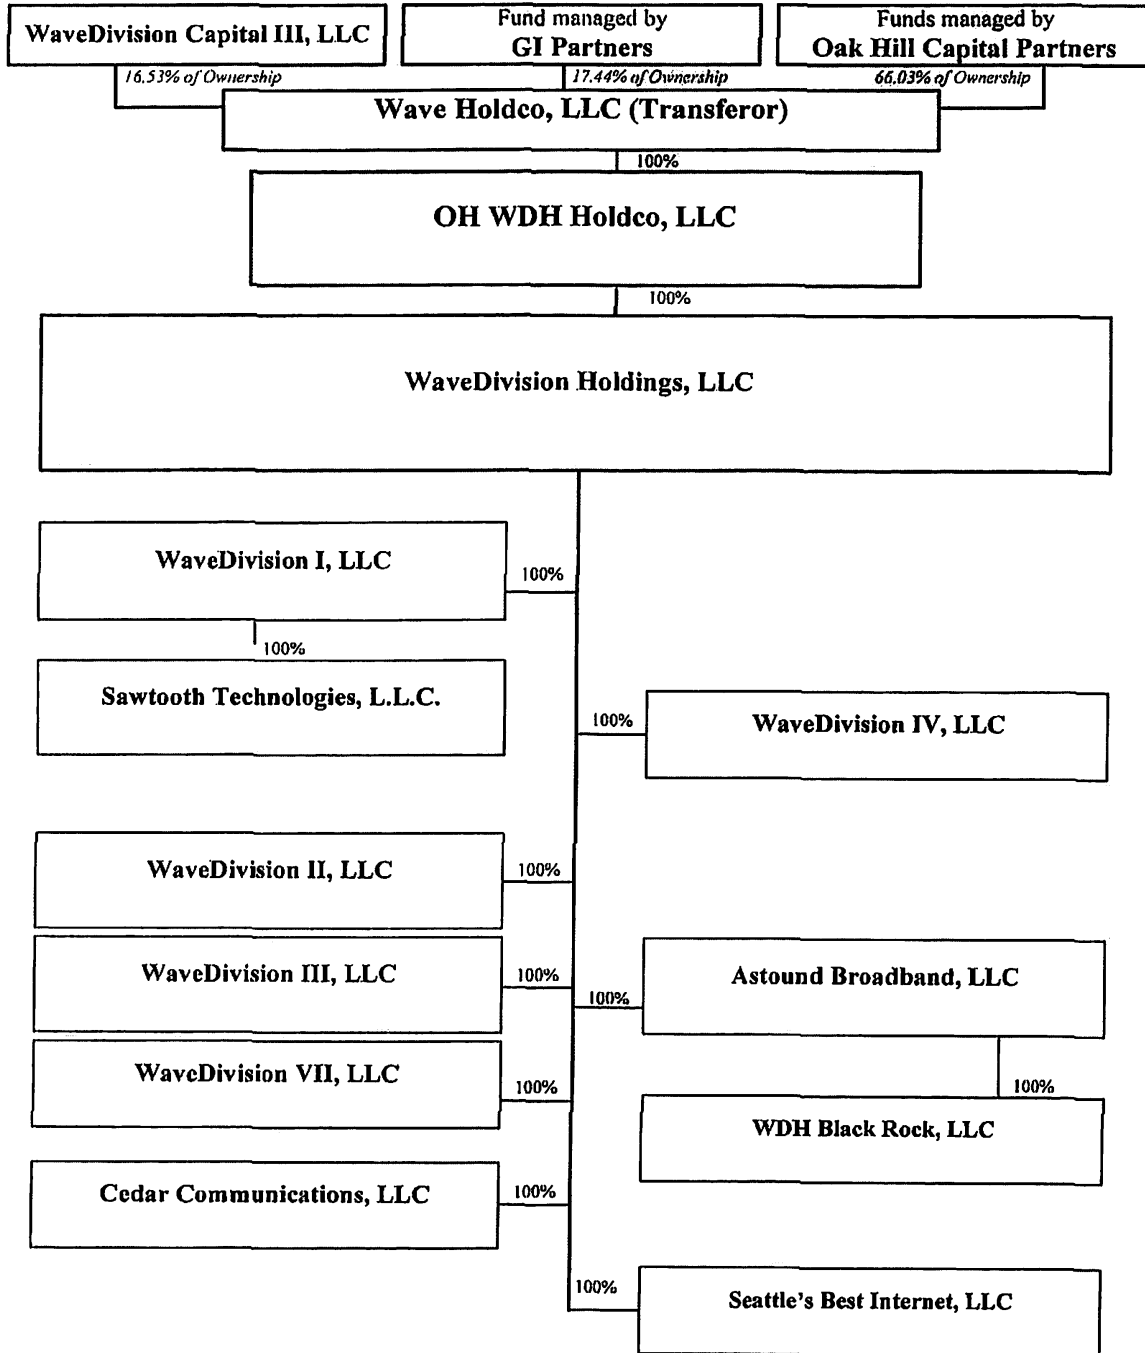 WaveDivision Capital III, LLC
Fund managed by
GI Partners
Funds managed by
Oak Hill Capital Partners
16.53% of Ownership
17.44% of Ownership
66.03% of Ownership
Wave Holdco, LLC (Transferor)
100%
OH WDH Holdco, LLC
100%
WaveDivision Holdings, LLC
WaveDivision I, LLC
100%
100%
Sawtooth Technologies, L.L.C.
100%
WaveDivision IV, LLC
WaveDivision II, LLC
100%
WaveDivision III, LLC
100%
100%
Astound Broadband, LLC
WaveDivision VII, LLC
100%
100%
WDH Black Rock, LLC
Cedar Communications, LLC
100%
100%
Seattle's Best Internet, LLC